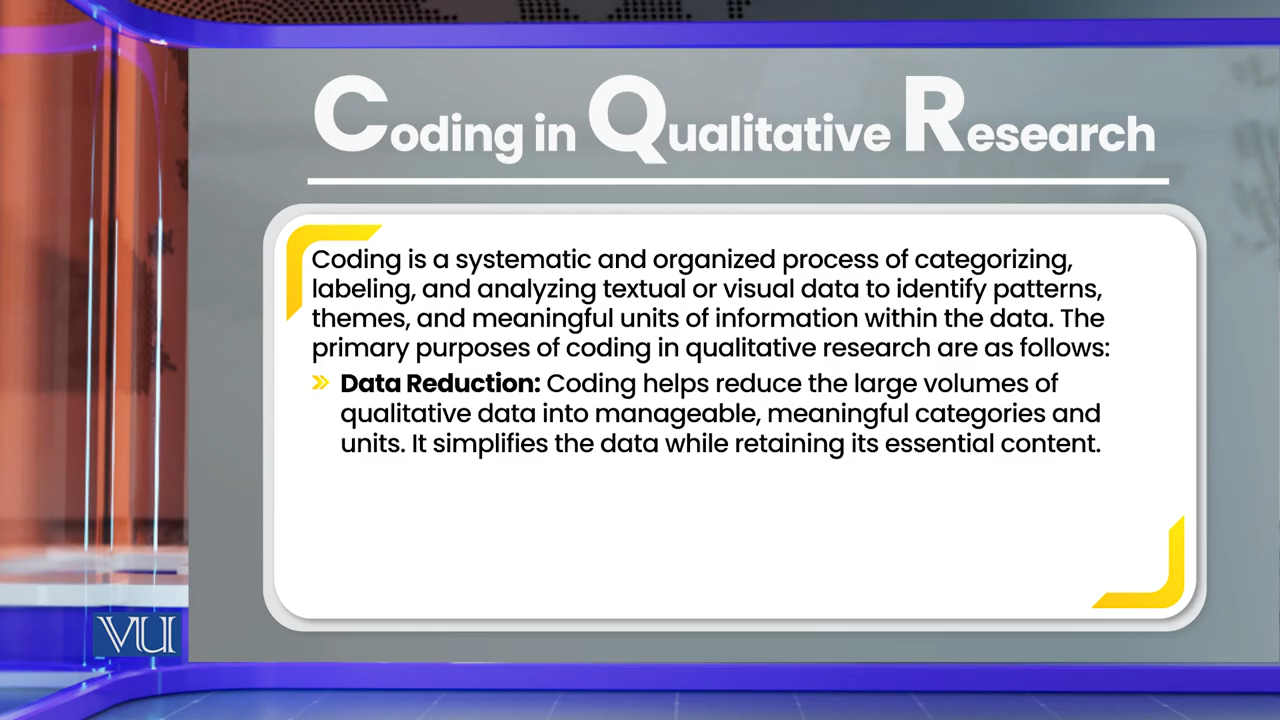 Coding in Qualitative Research
Coding is a systematic and organized process of categorizing,
labeling, and analyzing textual or visual data to identify patterns,
themes, and meaningful units of information within the data. The
primary purposes of coding in qualitative research are as follows:
Data Reduction: Coding helps reduce the large volumes of
qualitative data into manageable, meaningful categories and
units. It simplifies the data while retaining its essential content.
VU